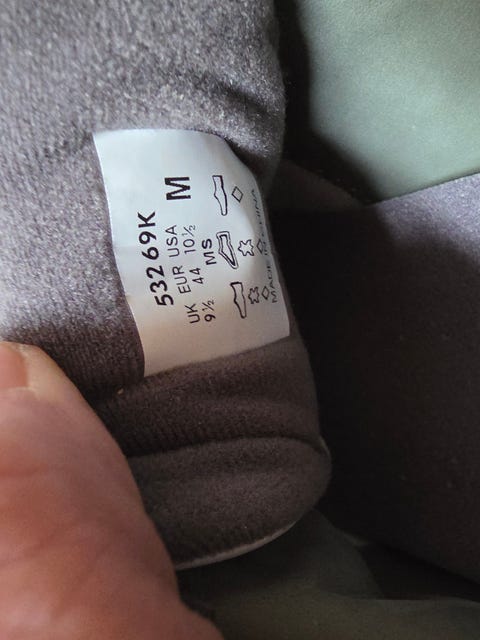 53269K M
UK EUR USA
9½ 44 10½
MS
MADE IN CHINA